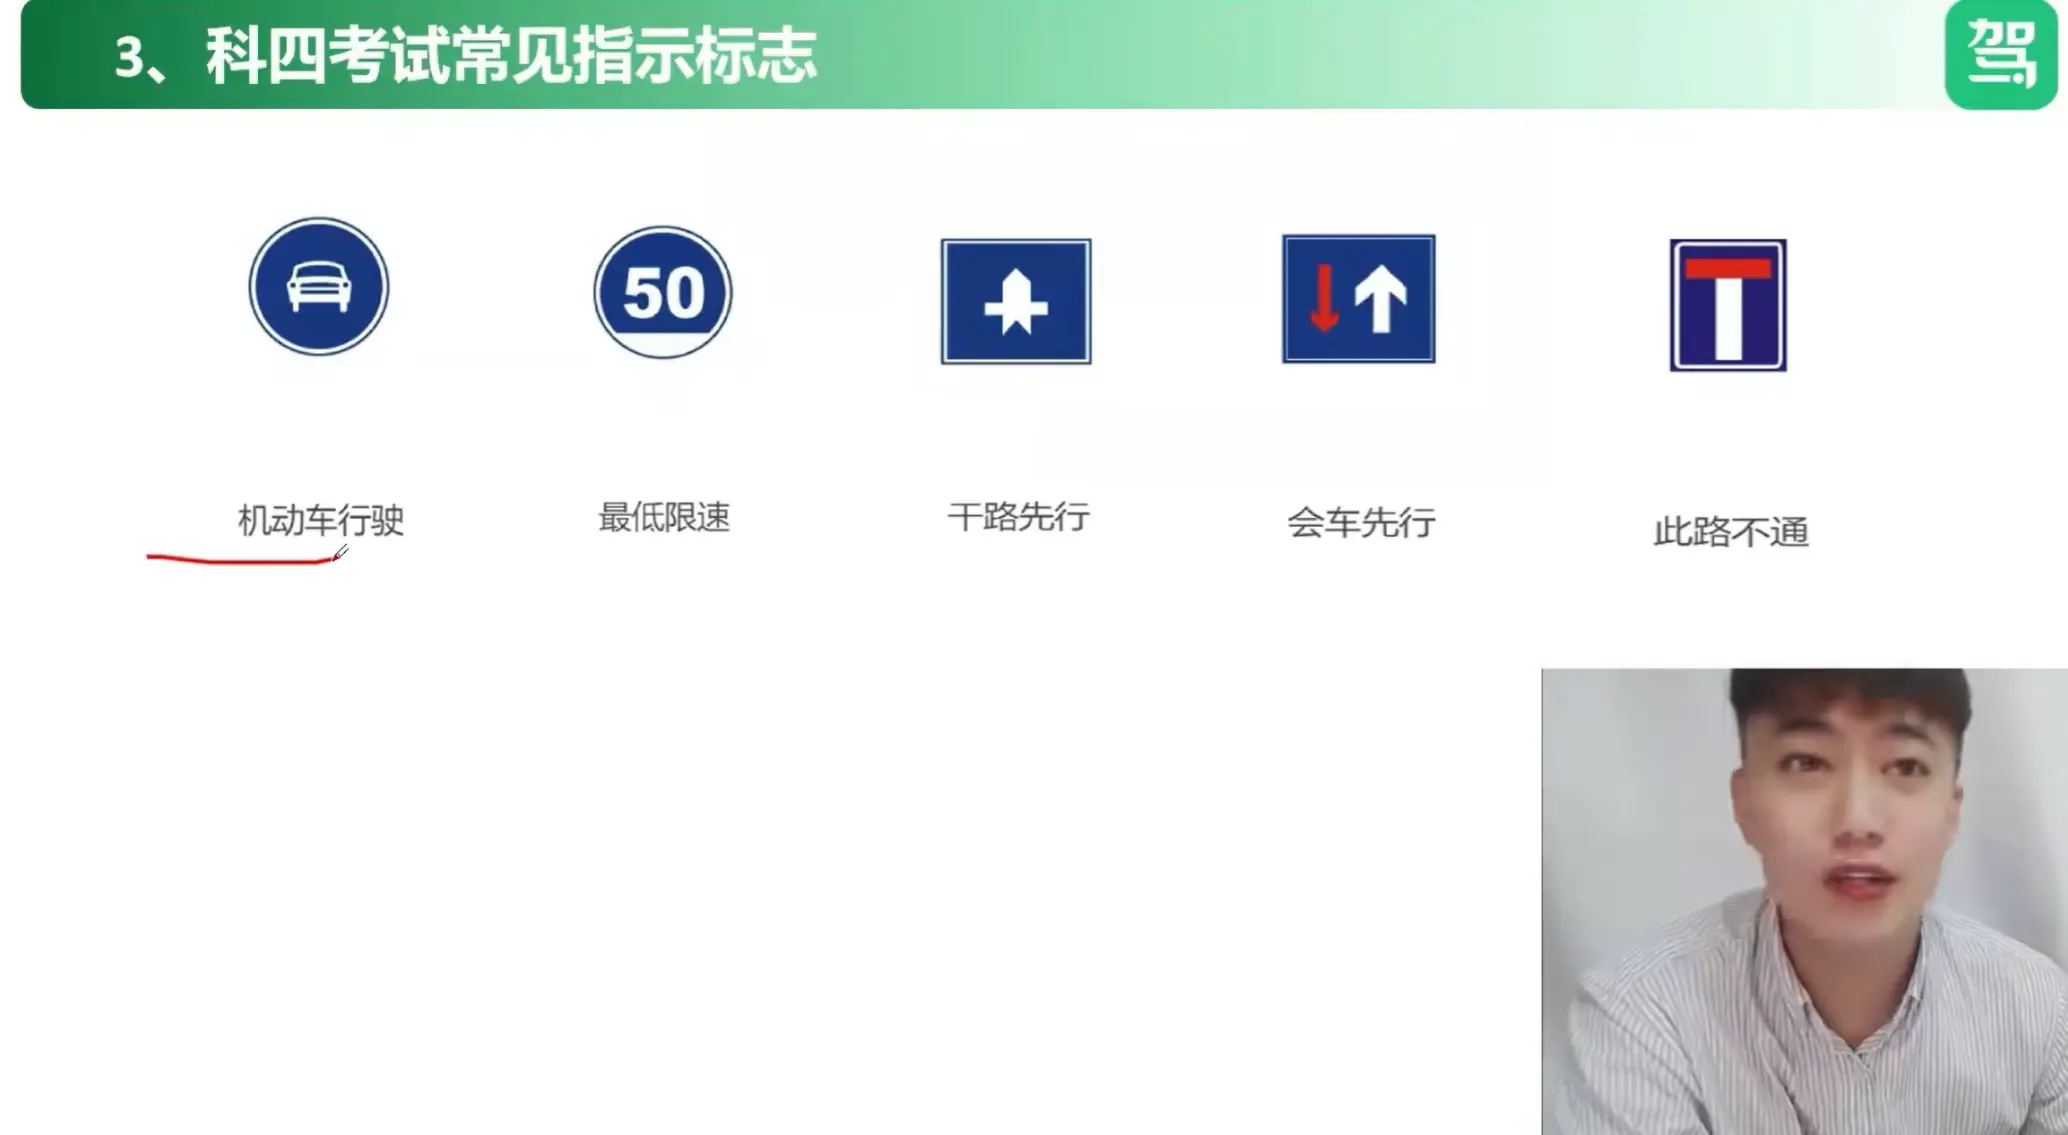 3、科四考试常见指示标志
驾
50
机动车行驶
最低限速
干路先行
会车先行
此路不通